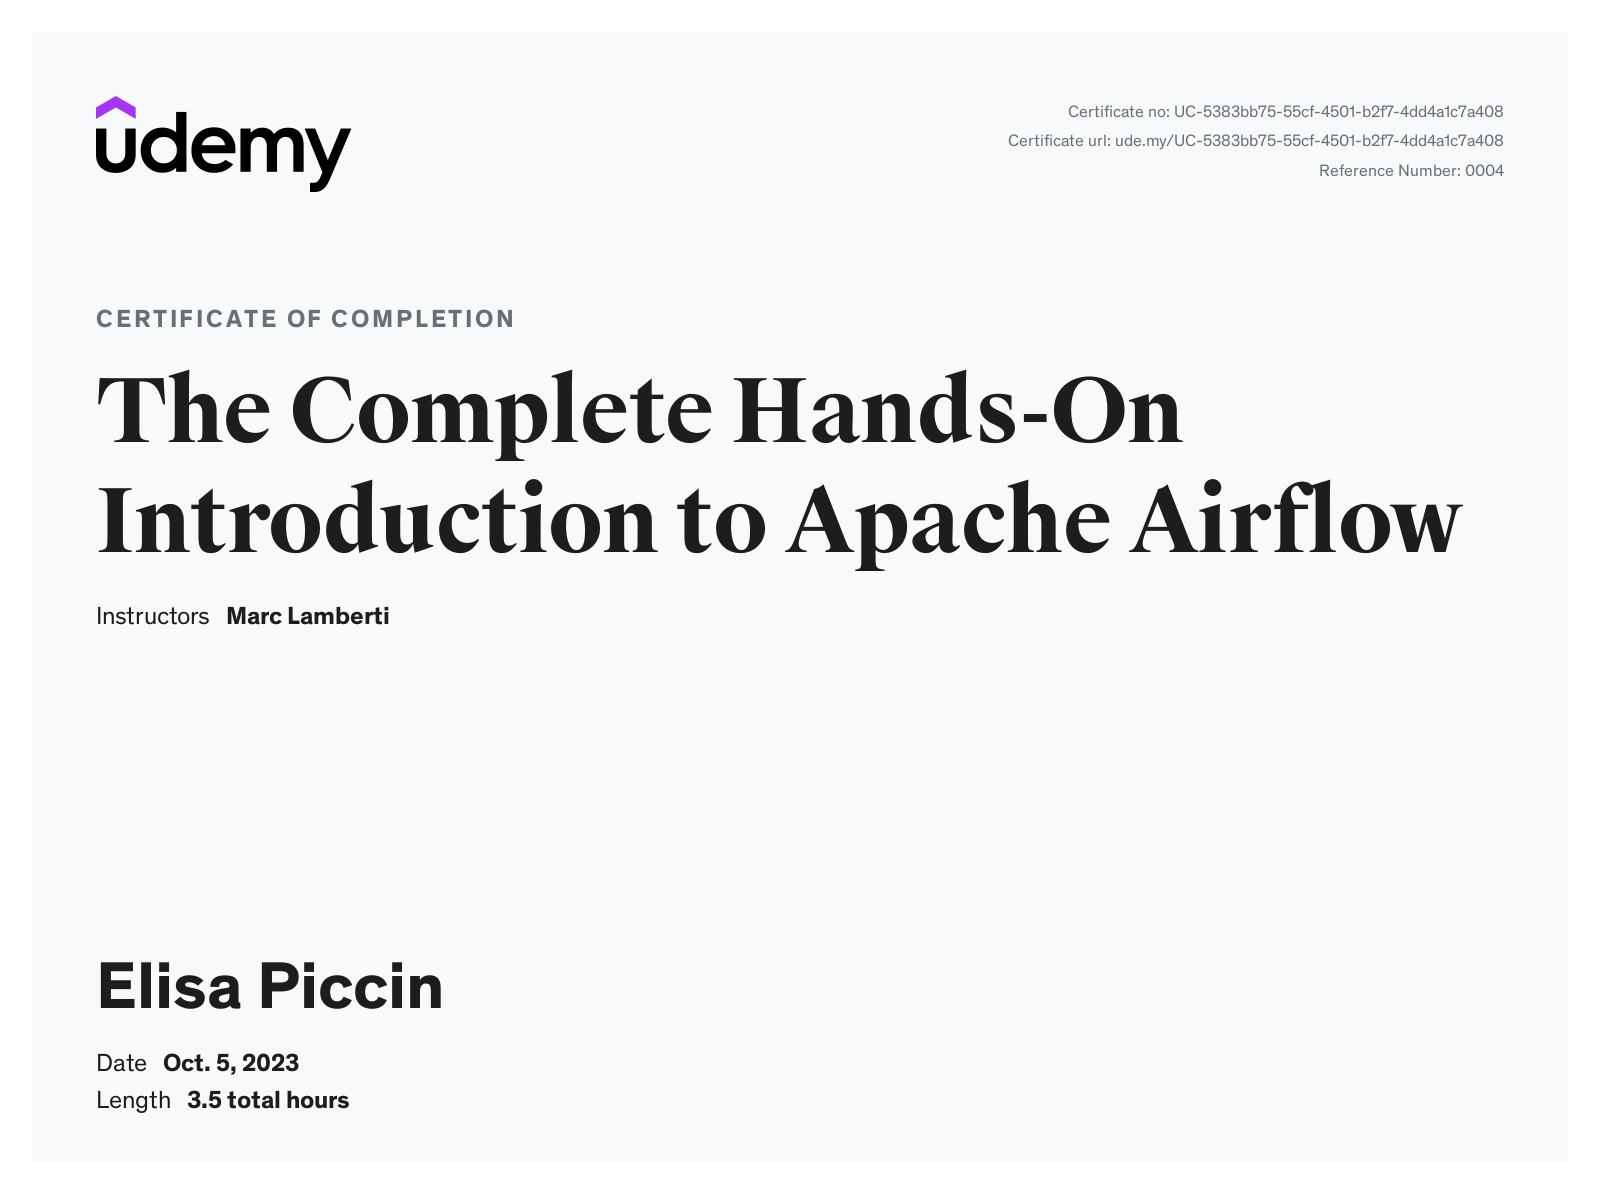 udemy
Certificate no: UC-5383bb75-55cf-4501-b2f7-4dd4a1c7a408
Certificate url: ude.my/UC-5383bb75-55cf-4501-b2f7-4dd4a1c7a408
Reference Number: 0004
CERTIFICATE OF COMPLETION
The Complete Hands-On
Introduction to Apache Airflow
Instructors Marc Lamberti
Elisa Piccin
Date Oct. 5, 2023
Length 3.5 total hours